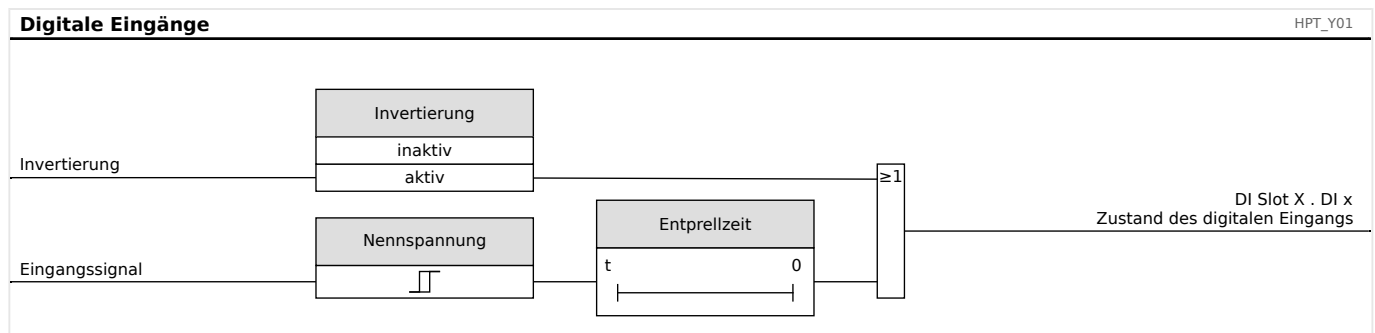 Digitale Eingänge
HPT_Y01
Invertierung
inaktiv
Invertierung
aktiv
≥1
DI Slot X . DI x
Zustand des digitalen Eingangs
Nennspannung
Entprellzeit
Eingangssignal
t
0